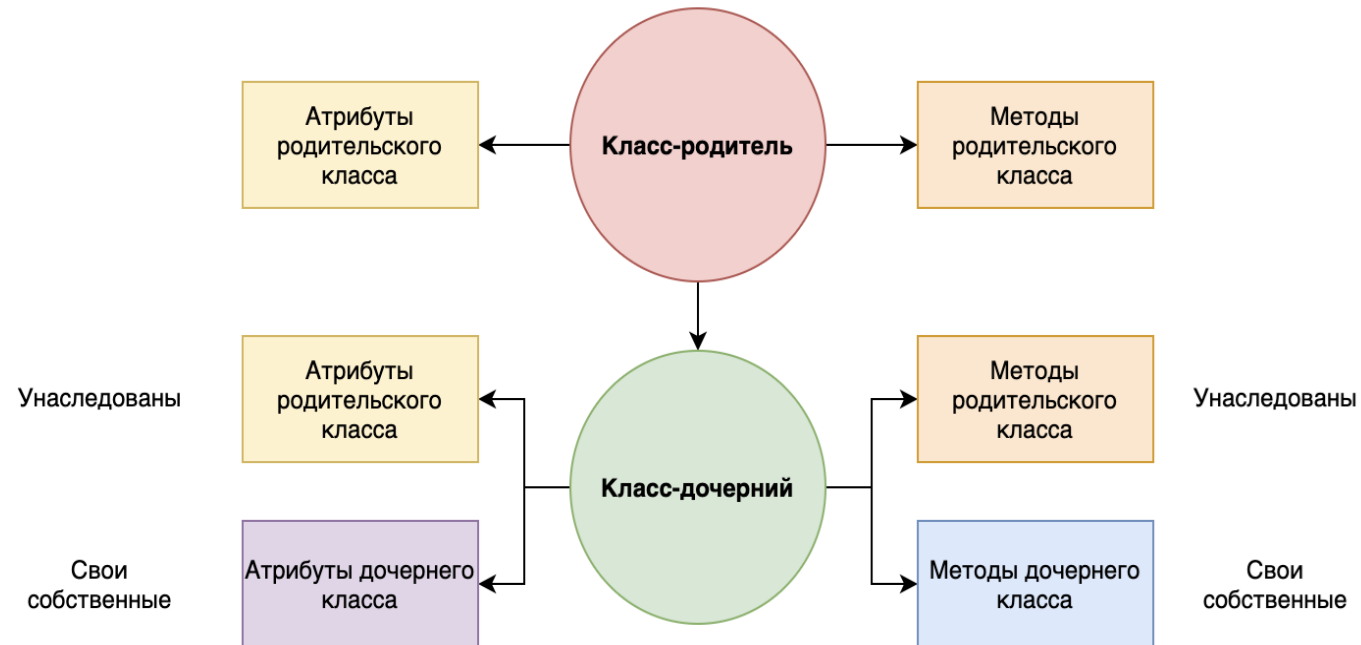 Атрибуты
родительского
класса
Класс-родитель
Методы
родительского
класса
Унаследованы
Атрибуты
родительского
класса
Методы
родительского
класса
Унаследованы
Класс-дочерний
Свои
собственные
Атрибуты дочернего
класса
Методы дочернего
класса
Свои
собственные